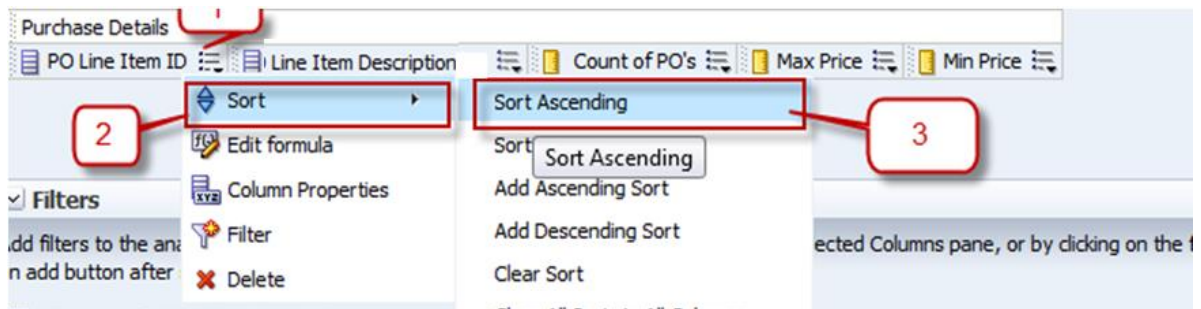 1
Purchase Details
PO Line Item ID Line Item Description Count of PO's Max Price Min Price
2
Sort
Sort Ascending
3
Edit formula
Sort
Sort Ascending
Column Properties
Add Ascending Sort
Filters
Filter
Add Descending Sort
dd filters to the ana
ected Columns pane, or by clicking on the f
n add button after
Delete
Clear Sort